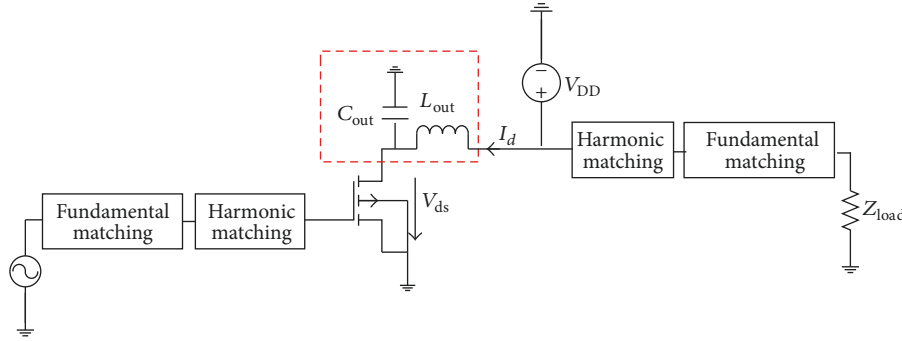 C_out
L_out
I_d
−
+
V_DD
Harmonic
matching
Fundamental
matching
Fundamental
matching
Harmonic
matching
V_ds
Z_load